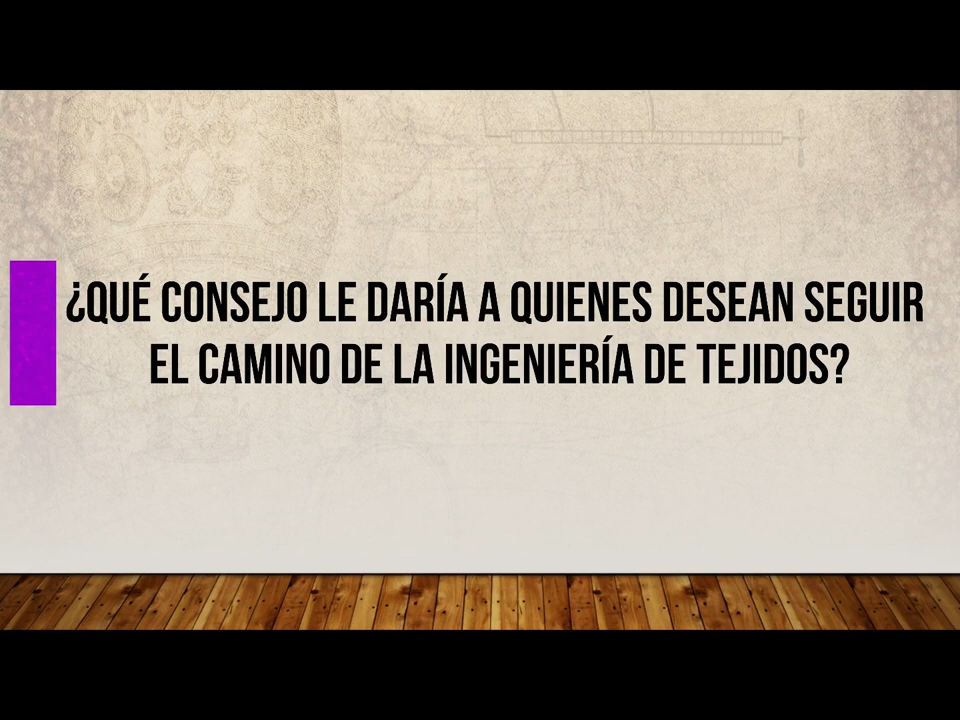 ¿QUÉ CONSEJO LE DARÍA A QUIENES DESEAN SEGUIR
EL CAMINO DE LA INGENIERÍA DE TEJIDOS?